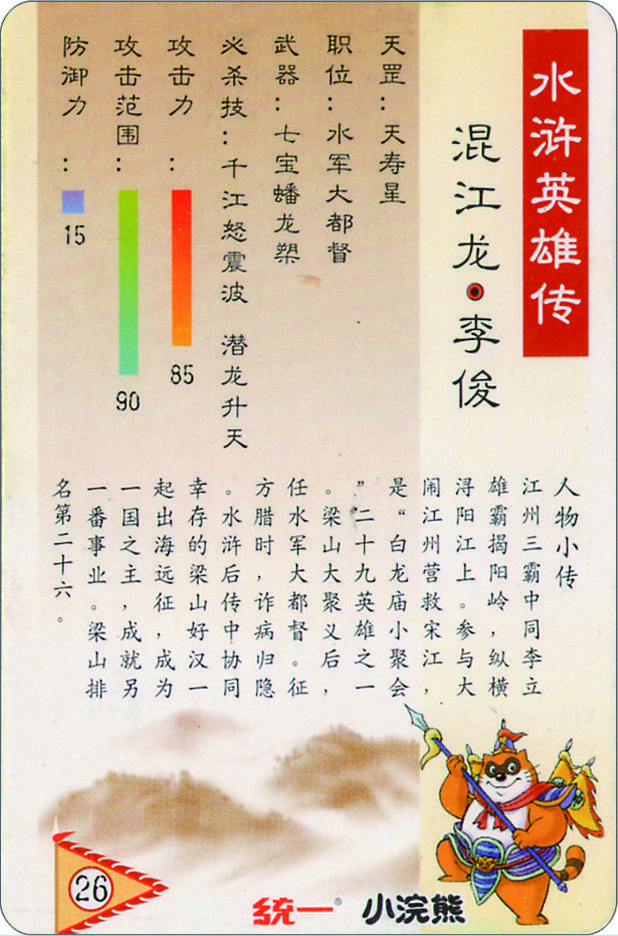 水浒英雄传
混江龙·李俊
天罡：天寿星
职位：水军大都督
武器：七宝蟠龙槊
必杀技：千江怒震波 潜龙升天
攻击力：
85
攻击范围：
90
防御力：
15
人物小传
江州三霸中同李立
雄霸揭阳岭，纵横
浔阳江上。参与大
闹江州营救宋江，
是“白龙庙小聚会
”二十九英雄之一
。梁山大聚义后，
任水军大都督。征
方腊时，诈病归隐
。水浒后传中协同
幸存的梁山好汉一
起出海远征，成为
一国之主，成就另
一番事业。梁山排
名第二十六。
26
统一® 小浣熊